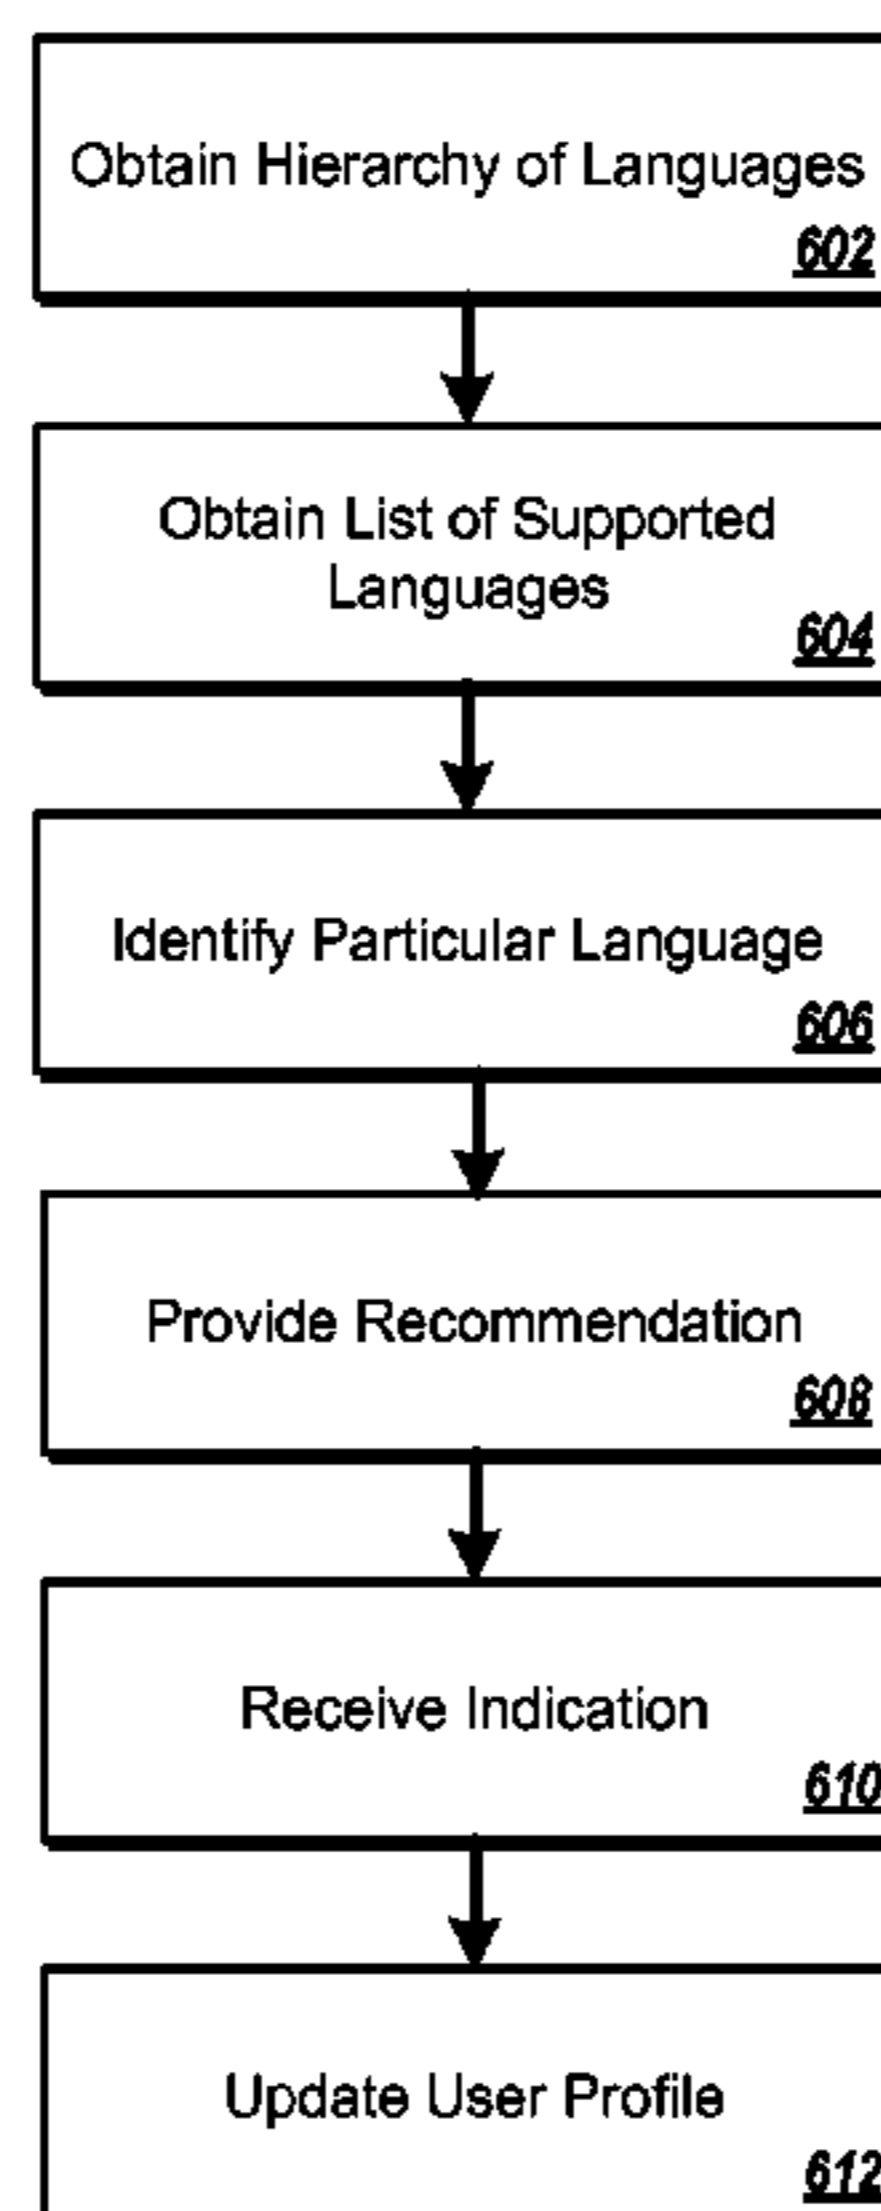 Obtain Hierarchy of Languages
602
Obtain List of Supported
Languages
604
Identify Particular Language
606
Provide Recommendation
608
Receive Indication
610
Update User Profile
612